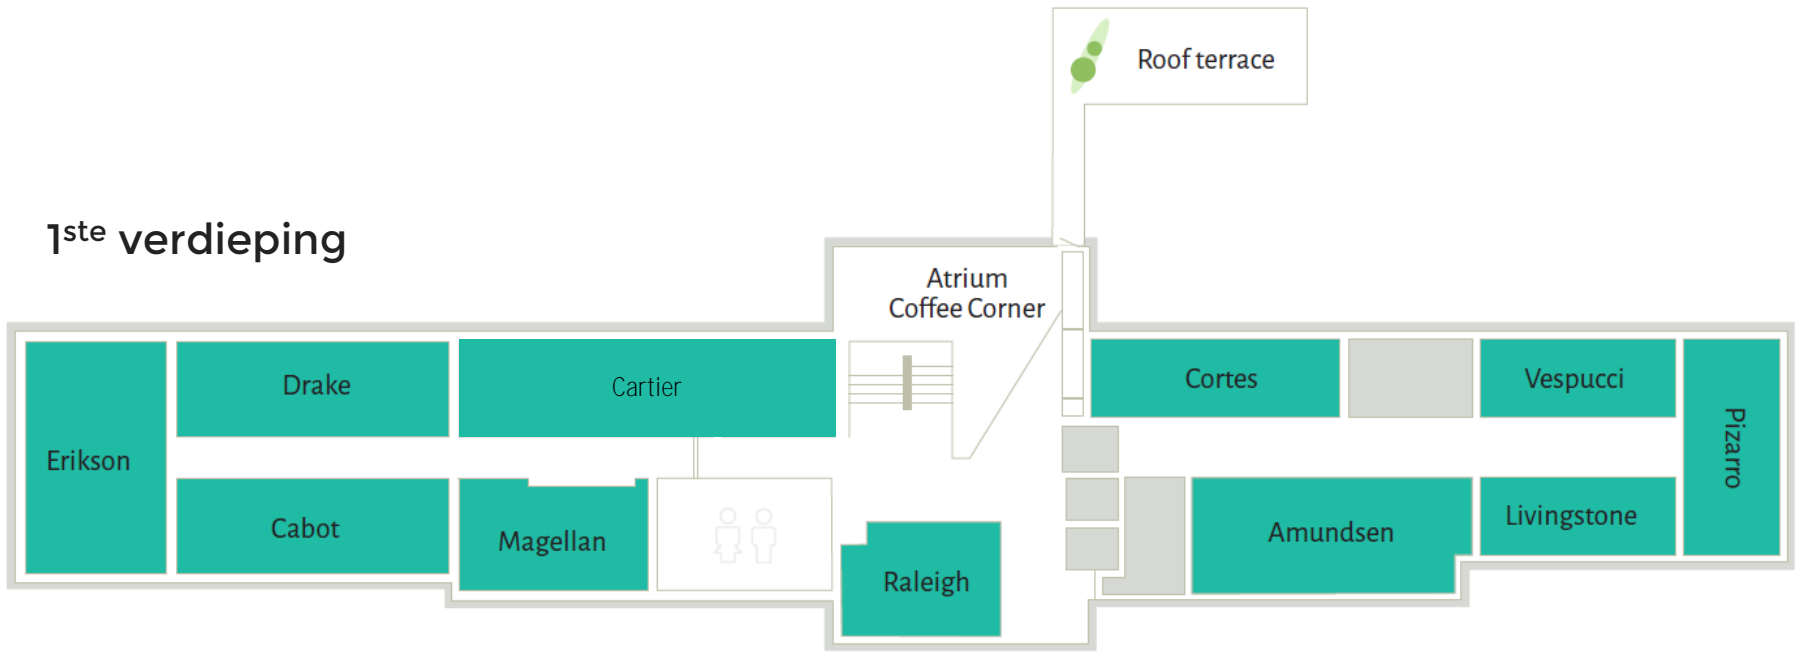 Roof terrace
1ste verdieping
Atrium
Coffee Corner
Drake
Cartier
Cortes
Vespucci
Erikson
Pizarro
Cabot
Magellan
Raleigh
Amundsen
Livingstone